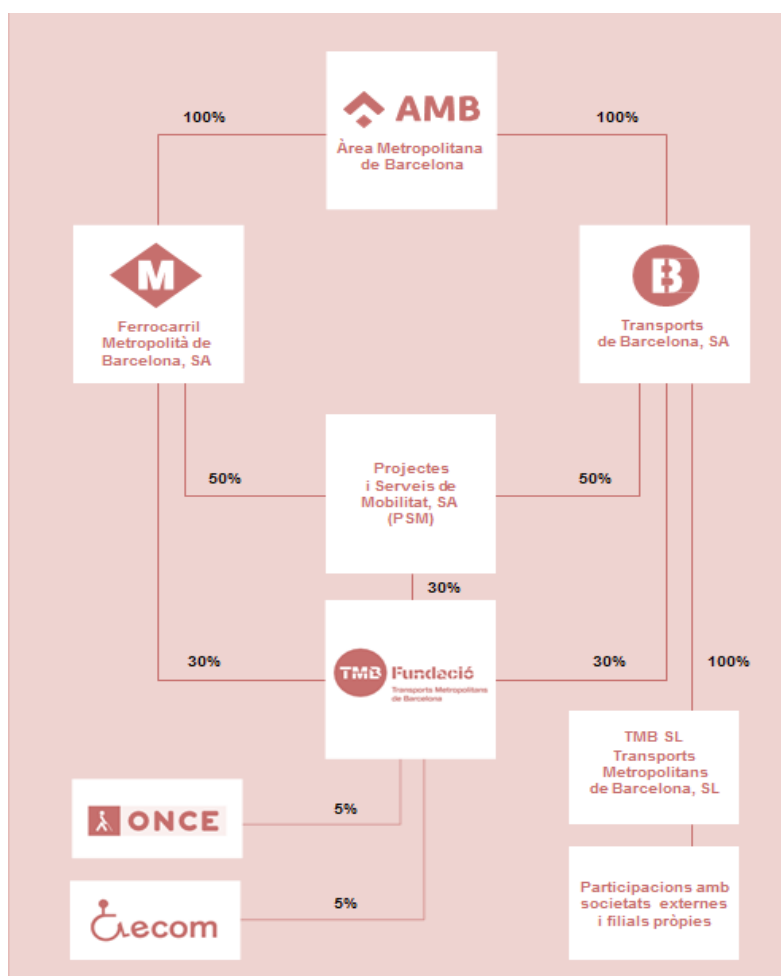 AMB
Àrea Metropolitana
de Barcelona
100%
100%
M
Ferrocarril
Metropolità de
Barcelona, SA
B
Transports
de Barcelona, SA
50%
Projectes
i Serveis de
Mobilitat, SA
(PSM)
50%
30%
30%
TMB Fundació
Transports Metropolitans
de Barcelona
30%
100%
TMB SL
Transports
Metropolitans
de Barcelona, SL
ONCE
5%
Participacions amb
societats externes
i filials pròpies
ecom
5%